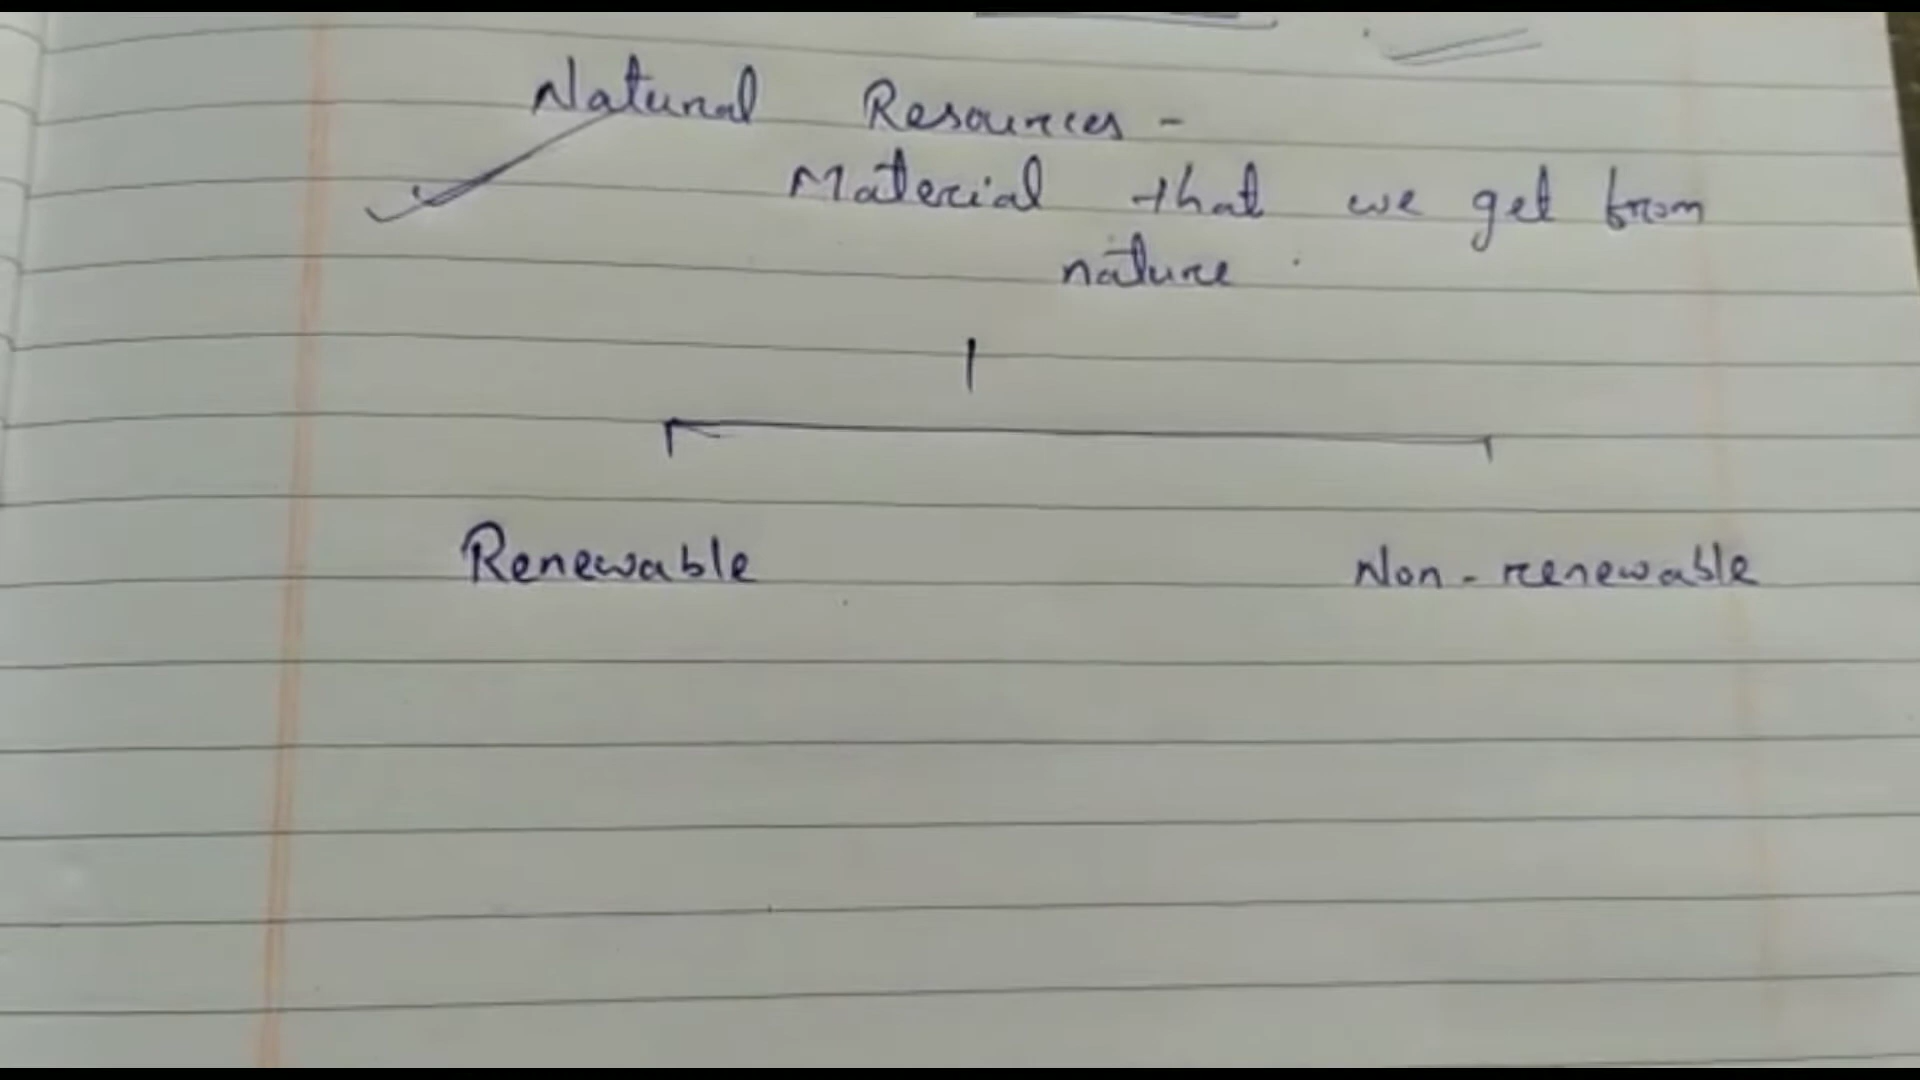 Natural Resources -
Material that we get from
nature .
Renewable
Non - renewable